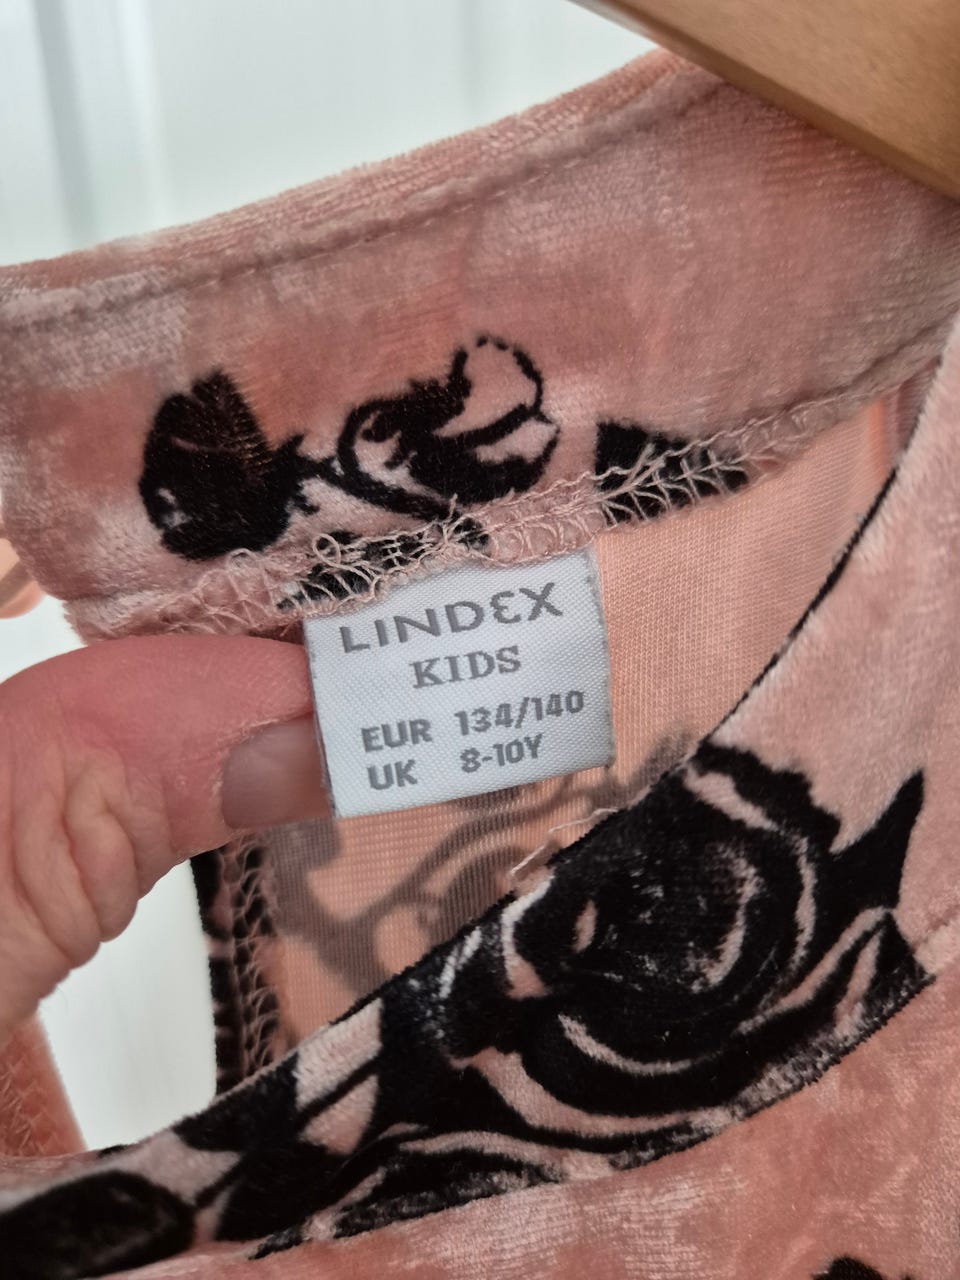 LINDEX
KIDS
EUR 134/140
UK 8-10Y